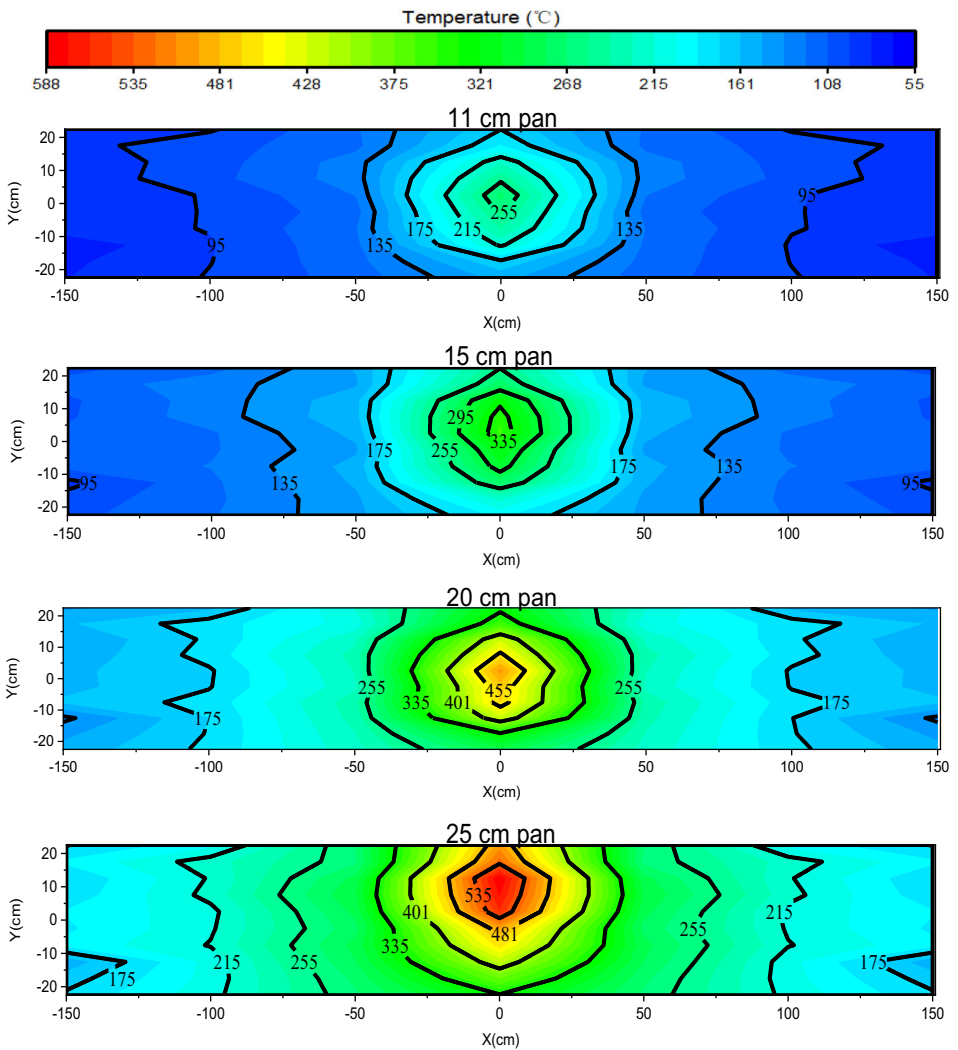 Temperature (℃)
588 535 481 428 375 321 268 215 161 108 55
11 cm pan
Y(cm)
20
10
0
-10
-20
95 135 175 215 255 135 95
-150 -100 -50 0 50 100 150
X(cm)
15 cm pan
Y(cm)
20
10
0
-10
-20
95 135 175 255 295 335 175 135 95
-150 -100 -50 0 50 100 150
X(cm)
20 cm pan
Y(cm)
20
10
0
-10
-20
175 255 335 401 455 255 175
-150 -100 -50 0 50 100 150
X(cm)
25 cm pan
Y(cm)
20
10
0
-10
-20
175 215 255 335 401 535 481 255 215 175
-150 -100 -50 0 50 100 150
X(cm)